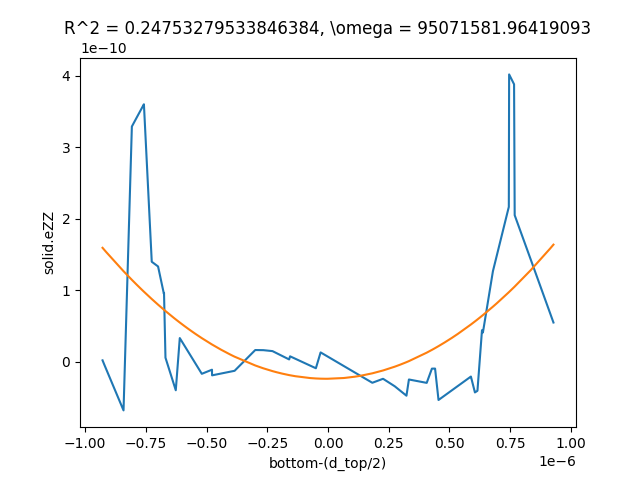 R^2 = 0.24753279533846384, \omega = 95071581.96419093
1e−10
4
3
2
1
0
solid.eZZ
−1.00 −0.75 −0.50 −0.25 0.00 0.25 0.50 0.75 1.00
bottom-(d_top/2)
1e−6